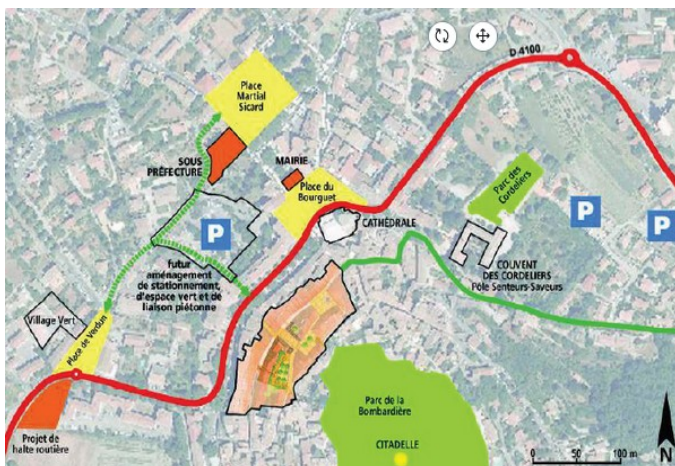 D 4100
Place
Martial
Sicard
SOUS
PRÉFECTURE
MAIRIE
Place du
Bourguet
Parc des
Cordeliers
P
P
P
CATHÉDRALE
COUVENT
DES CORDELIERS
Pôle Senteurs-Saveurs
futur
aménagement
de stationnement,
d'espace vert et de
liaison piétonne
Village Vert
Place de Verdun
Projet de
halte routière
Parc de la
Bombardière
CITADELLE
0 50 100 m
N